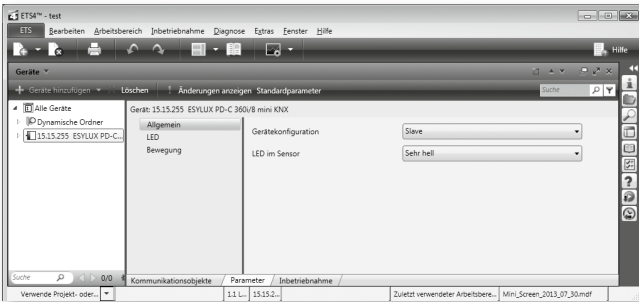 ETS4™ - test
ETS Bearbeiten Arbeitsbereich Inbetriebnahme Diagnose Extras Fenster Hilfe
Hilfe
Geräte
Geräte hinzufügen Löschen Änderungen anzeigen Standardparameter Suche
Alle Geräte
Dynamische Ordner
15.15.255 ESYLUX PD-C...
Gerät: 15.15.255 ESYLUX PD-C 360i/8 mini KNX
Allgemein
LED
Bewegung
Gerätekonfiguration Slave
LED im Sensor Sehr hell
Suche 0/0
Kommunikationsobjekte Parameter Inbetriebnahme
Verwende Projekt- oder... 1.1 L... 15.15.2... Zuletzt verwendeter Arbeitsbere... Mini_Screen_2013_07_30.mdf